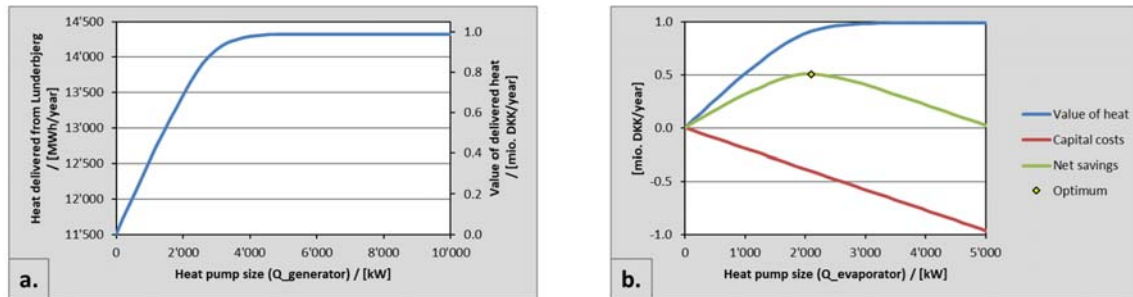 14'500
14'000
13'500
13'000
12'500
12'000
11'500
Heat delivered from Lunderbjerg
/ [MWh/year]
1.0
0.8
0.6
0.4
0.2
0.0
Value of delivered heat
/ [mio. DKK/year]
0 2'000 4'000 6'000 8'000 10'000
Heat pump size (Q_generator) / [kW]
a.
1.0
0.5
0.0
-0.5
-1.0
[mio. DKK/year]
0 1'000 2'000 3'000 4'000 5'000
Heat pump size (Q_evaporator) / [kW]
Value of heat
Capital costs
Net savings
Optimum
b.